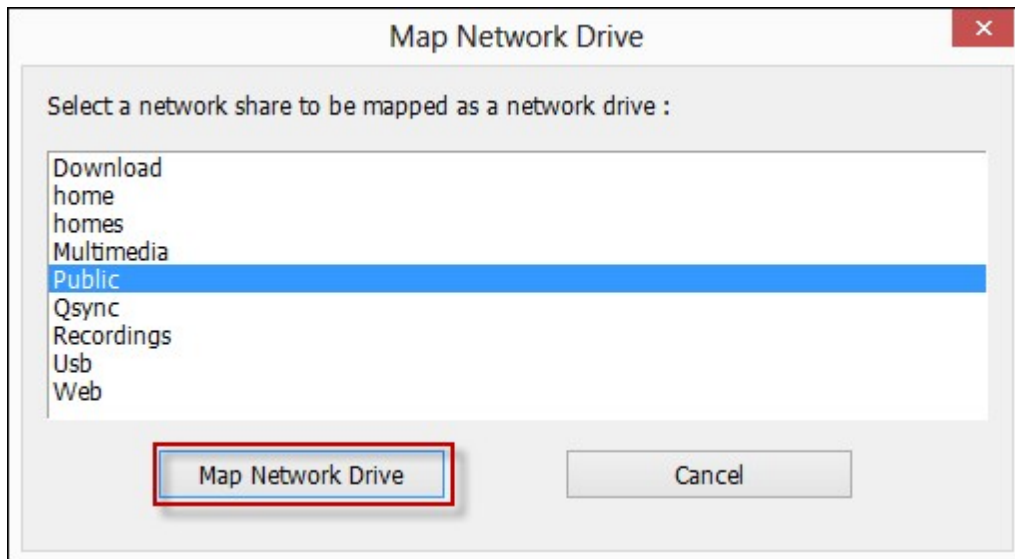 Map Network Drive
Select a network share to be mapped as a network drive :
Download
home
homes
Multimedia
Public
Qsync
Recordings
Usb
Web
Map Network Drive
Cancel